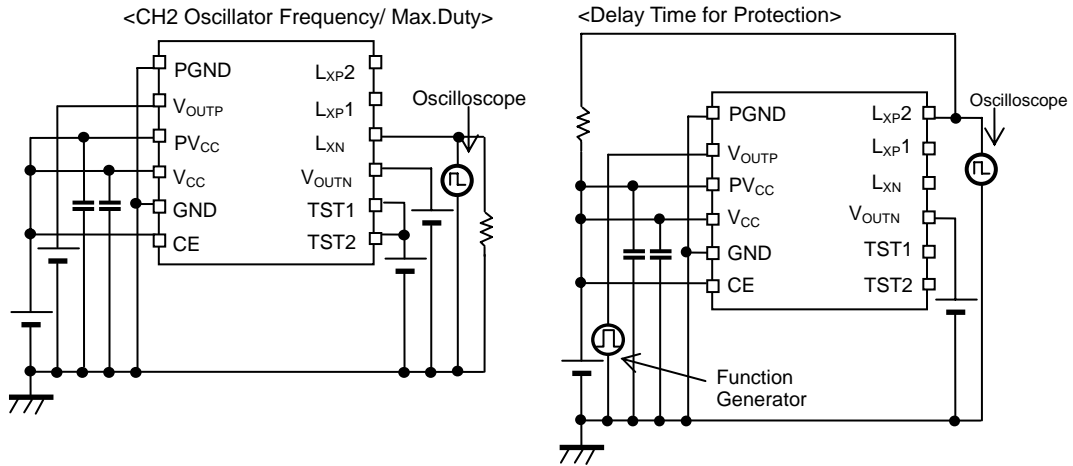 <CH2 Oscillator Frequency/ Max.Duty>
PGND
VOUTP
PVCC
VCC
GND
CE
LXP2
LXP1
LXN
VOUTN
TST1
TST2
Oscilloscope
<Delay Time for Protection>
PGND
VOUTP
PVCC
VCC
GND
CE
LXP2
LXP1
LXN
VOUTN
TST1
TST2
Oscilloscope
Function
Generator